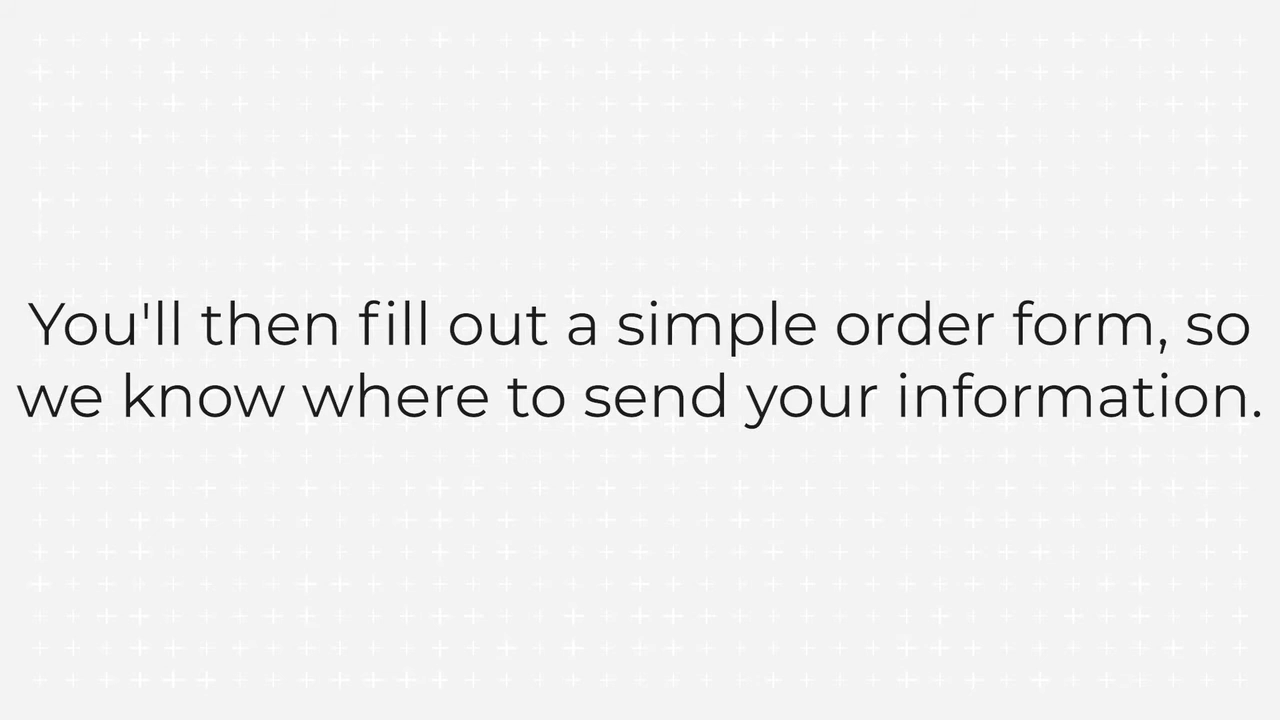 You'll then fill out a simple order form, so
we know where to send your information.